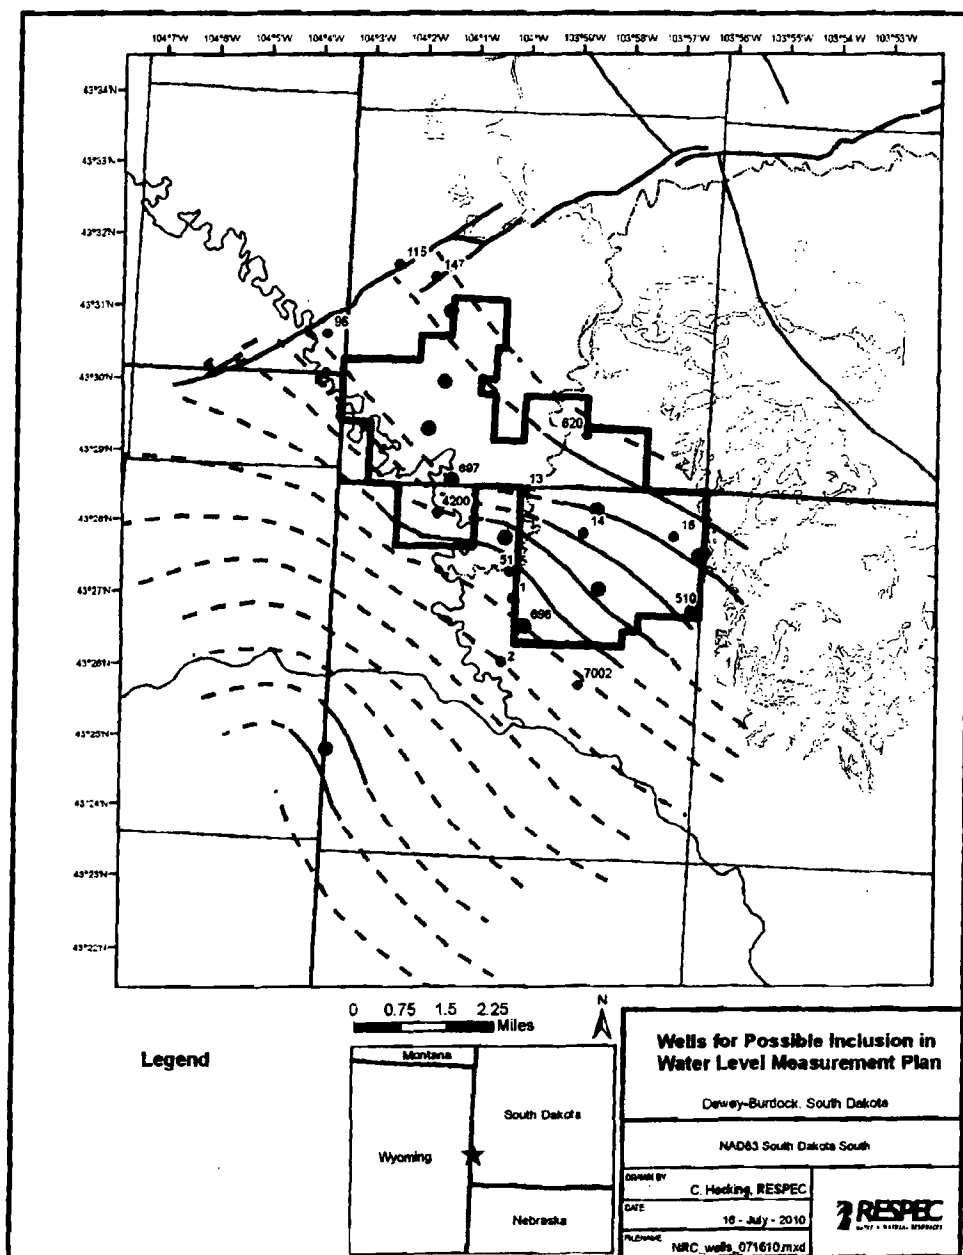 104°7'W 104°6'W 104°5'W 104°4'W 104°3'W 104°2'W 104°1'W 104°W 103°59'W 103°58'W 103°57'W 103°56'W 103°55'W 103°54'W 103°53'W
43°34'N
43°33'N
43°32'N
115
147
43°31'N
96
43°30'N
620
43°29'N
697
13
4200
14
16
43°28'N
51
43°27'N
1
510
696
2
43°26'N
7002
43°25'N
43°24'N
43°23'N
43°22'N
0 0.75 1.5 2.25
Miles
N
Legend
Montana
South Dakota
Wyoming
Nebraska
Wells for Possible Inclusion in
Water Level Measurement Plan
Dewey-Burdock, South Dakota
NAD83 South Dakota South
DRAWN BY
C. Hocking, RESPEC
DATE
16 - July - 2010
FILENAME
NRC_wells_071610.mxd
RESPEC